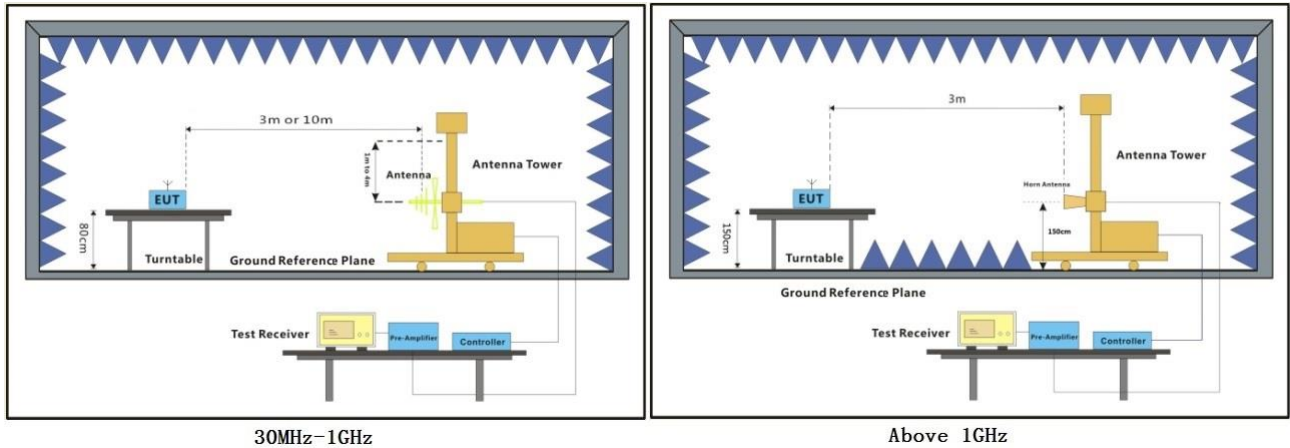 3m or 10m
1m to 4m
Antenna
Antenna Tower
EUT
80cm
Turntable
Ground Reference Plane
Test Receiver
Pre-Amplifier
Controller
30MHz-1GHz
3m
Antenna Tower
Horn Antenna
EUT
150cm
150cm
Turntable
Ground Reference Plane
Test Receiver
Pre-Amplifier
Controller
Above 1GHz